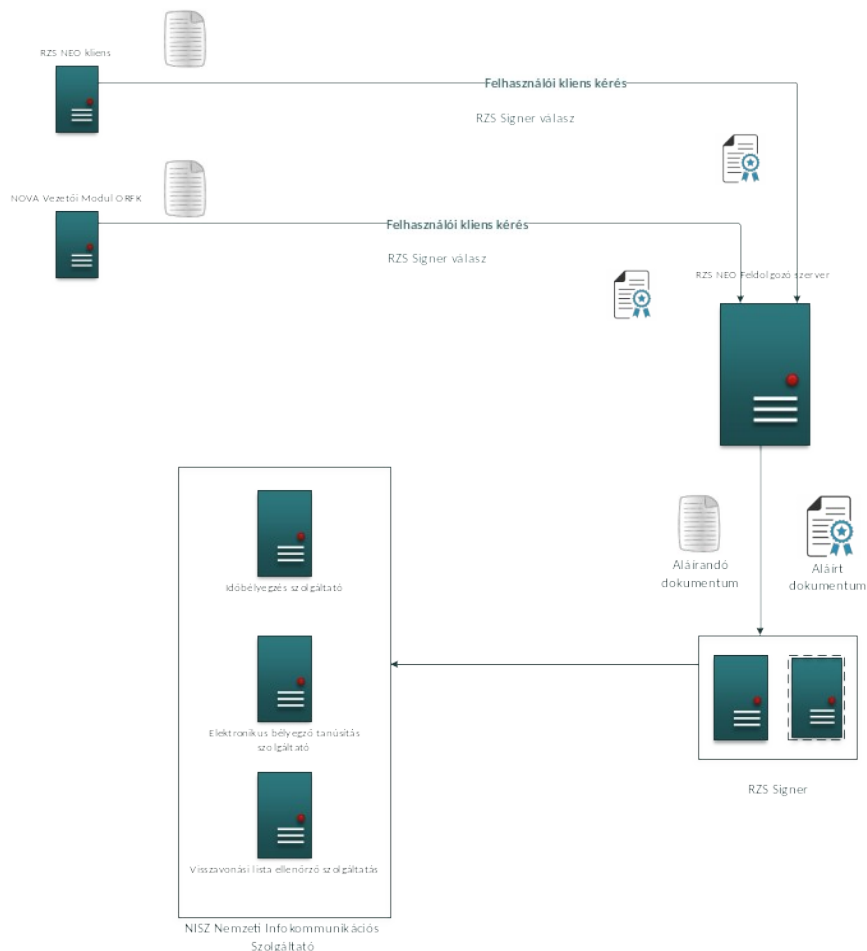 RZS NEO kliens
Felhasználói kliens kérés
RZS Signer válasz
NOVA Vezetői Modul ORFK
Felhasználói kliens kérés
RZS Signer válasz
RZS NEO Feldolgozó szerver
Aláírandó
dokumentum
Aláírt
dokumentum
Időbélyegzés szolgáltató
Elektronikus bélyegző tanúsítás
szolgáltató
Visszavonási lista ellenőrző szolgáltatás
RZS Signer
NISZ Nemzeti Infokommunikációs
Szolgáltató